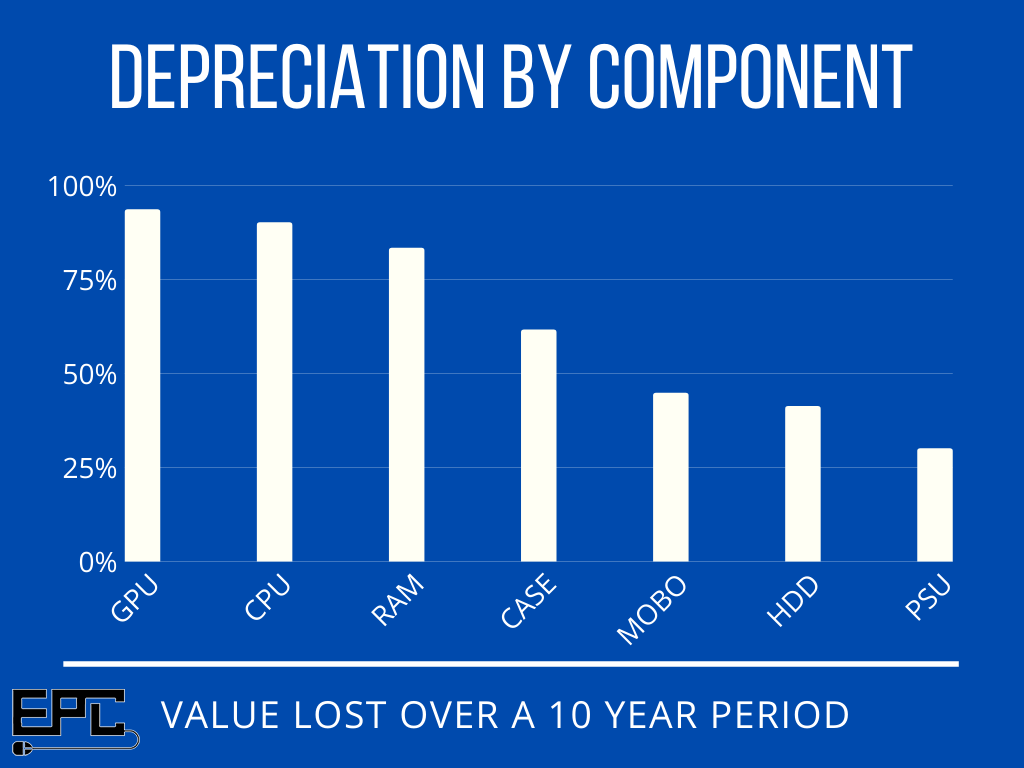 DEPRECIATION BY COMPONENT
100%
75%
50%
25%
0%
GPU
CPU
RAM
CASE
MOBO
HDD
PSU
EPC
VALUE LOST OVER A 10 YEAR PERIOD